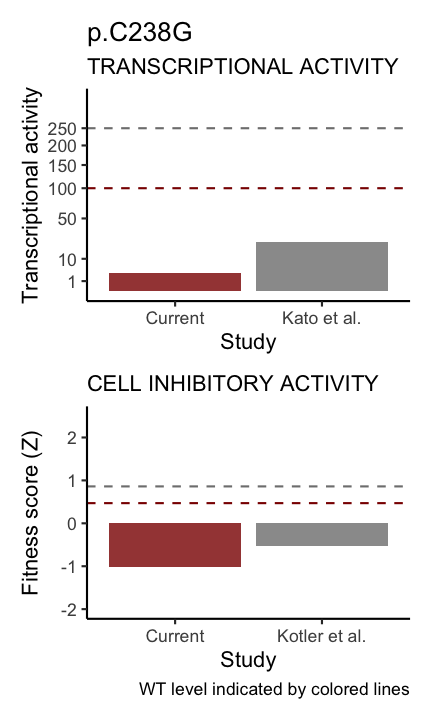 p.C238G
TRANSCRIPTIONAL ACTIVITY
Transcriptional activity
250
200
150
100
50
10
1
Current
Kato et al.
Study
CELL INHIBITORY ACTIVITY
Fitness score (Z)
2
1
0
-1
-2
Current
Kotler et al.
Study
WT level indicated by colored lines